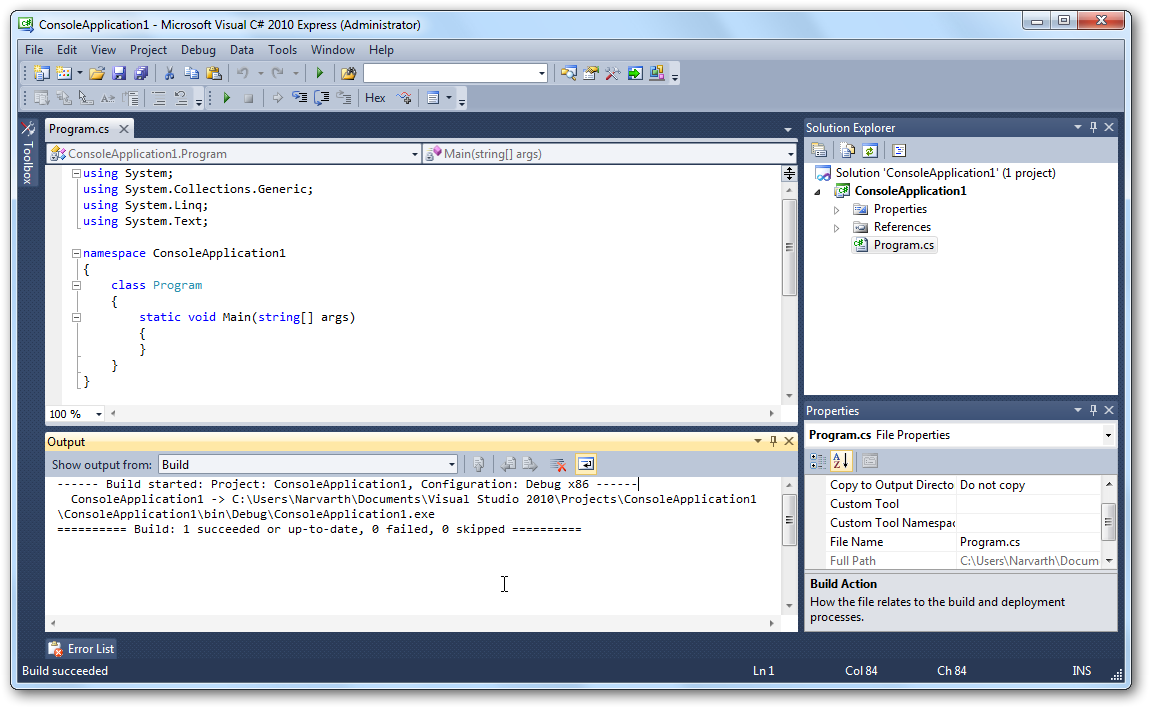 ConsoleApplication1 - Microsoft Visual C# 2010 Express (Administrator)
File Edit View Project Debug Data Tools Window Help
Hex
Toolbox
Program.cs
ConsoleApplication1.Program
Main(string[] args)
using System;
using System.Collections.Generic;
using System.Linq;
using System.Text;
namespace ConsoleApplication1
{
class Program
{
static void Main(string[] args)
{
}
}
}
100 %
Output
Show output from: Build
------ Build started: Project: ConsoleApplication1, Configuration: Debug x86 ------
ConsoleApplication1 -> C:\Users\Narvarth\Documents\Visual Studio 2010\Projects\ConsoleApplication1
\ConsoleApplication1\bin\Debug\ConsoleApplication1.exe
========== Build: 1 succeeded or up-to-date, 0 failed, 0 skipped ==========
Error List
Solution Explorer
Solution 'ConsoleApplication1' (1 project)
ConsoleApplication1
Properties
References
Program.cs
Properties
Program.cs File Properties
Copy to Output Directo Do not copy
Custom Tool
Custom Tool Namespac
File Name Program.cs
Full Path C:\Users\Narvarth\Docum
Build Action
How the file relates to the build and deployment
processes.
Build succeeded Ln 1 Col 84 Ch 84 INS